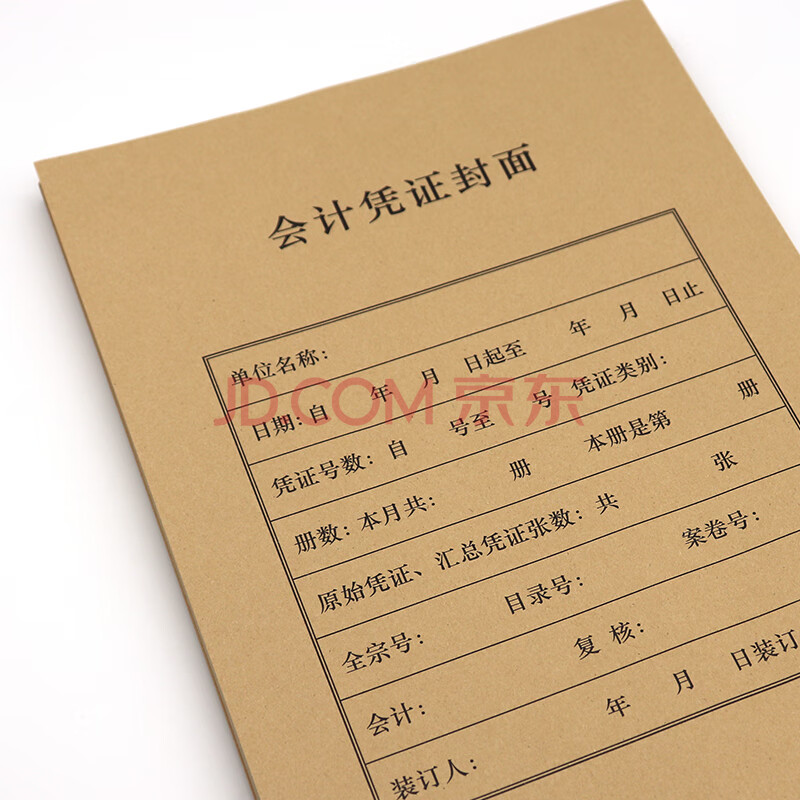 会计凭证封面
单位名称：
日期：自 年 月 日起至 年 月 日止
凭证号数：自 号至 号 凭证类别：
册数：本月共： 册 本册是第 册
原始凭证、汇总凭证张数：共 张
全宗号： 目录号： 案卷号：
会计： 复 核：
装订人： 年 月 日装订
JD.COM 京东